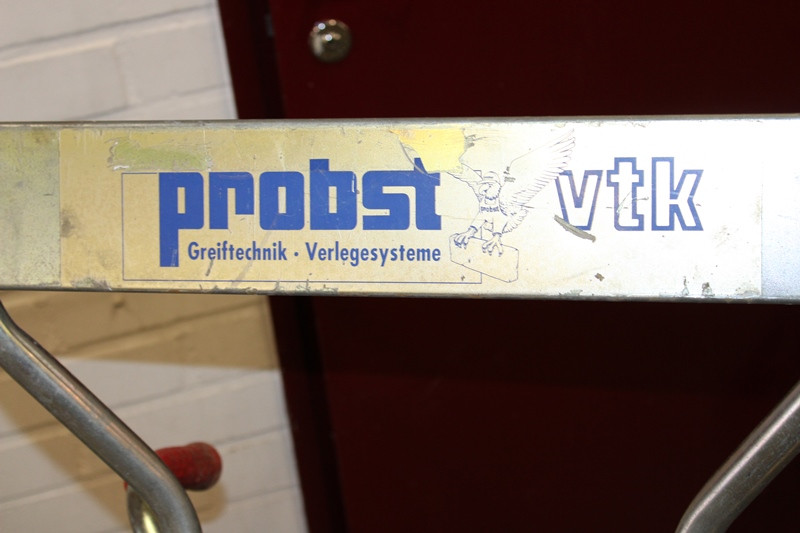 probst vtk
Greiftechnik · Verlegesysteme